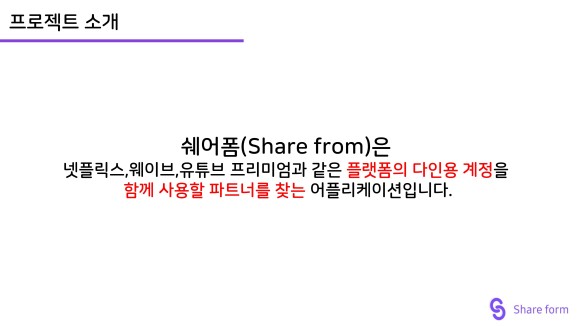 프로젝트 소개
쉐어폼(Share from)은
넷플릭스,웨이브,유튜브 프리미엄과 같은 플랫폼의 다인용 계정을
함께 사용할 파트너를 찾는 어플리케이션입니다.
Share form